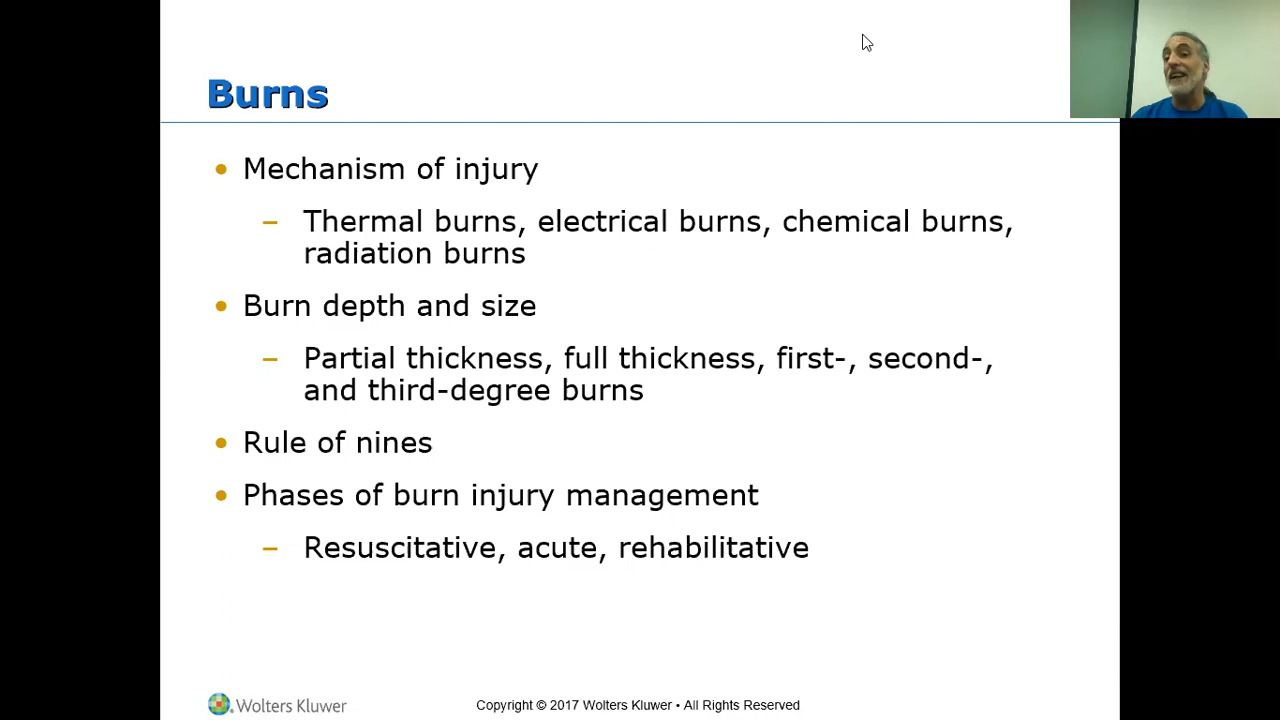 Burns
• Mechanism of injury
– Thermal burns, electrical burns, chemical burns,
radiation burns
• Burn depth and size
– Partial thickness, full thickness, first-, second-,
and third-degree burns
• Rule of nines
• Phases of burn injury management
– Resuscitative, acute, rehabilitative
Wolters Kluwer
Copyright © 2017 Wolters Kluwer • All Rights Reserved